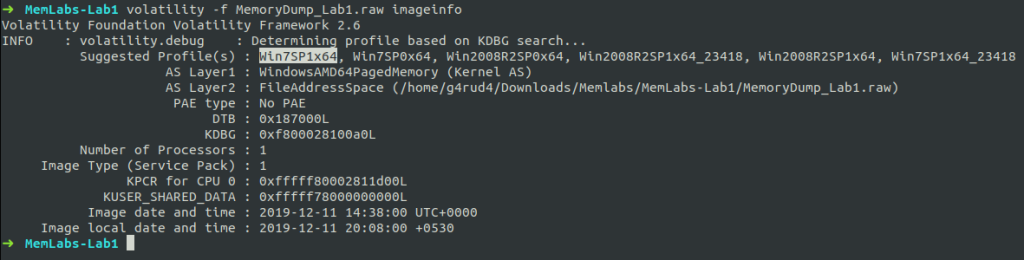 ➜ MemLabs-Lab1 volatility -f MemoryDump_Lab1.raw imageinfo
Volatility Foundation Volatility Framework 2.6
INFO    : volatility.debug    : Determining profile based on KDBG search...
Suggested Profile(s) : Win7SP1x64, Win7SP0x64, Win2008R2SP0x64, Win2008R2SP1x64_23418, Win2008R2SP1x64, Win7SP1x64_23418
AS Layer1 : WindowsAMD64PagedMemory (Kernel AS)
AS Layer2 : FileAddressSpace (/home/g4rud4/Downloads/Memlabs/MemLabs-Lab1/MemoryDump_Lab1.raw)
PAE type : No PAE
DTB : 0x187000L
KDBG : 0xf800028100a0L
Number of Processors : 1
Image Type (Service Pack) : 1
KPCR for CPU 0 : 0xfffff80002811d00L
KUSER_SHARED_DATA : 0xfffff78000000000L
Image date and time : 2019-12-11 14:38:00 UTC+0000
Image local date and time : 2019-12-11 20:08:00 +0530
➜ MemLabs-Lab1